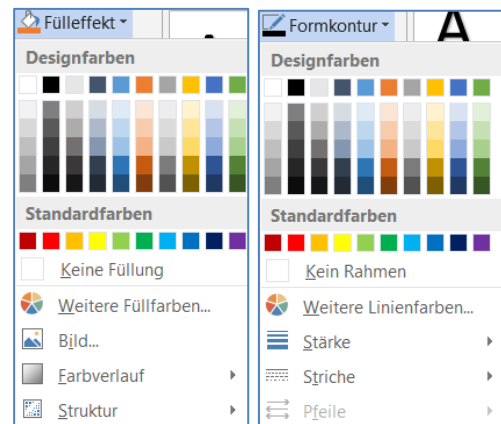 Fülleffekt
Designfarben
Standardfarben
Keine Füllung
Weitere Füllfarben...
Bild...
Farbverlauf
Struktur
Formkontur
A
Designfarben
Standardfarben
Kein Rahmen
Weitere Linienfarben...
Stärke
Striche
Pfeile